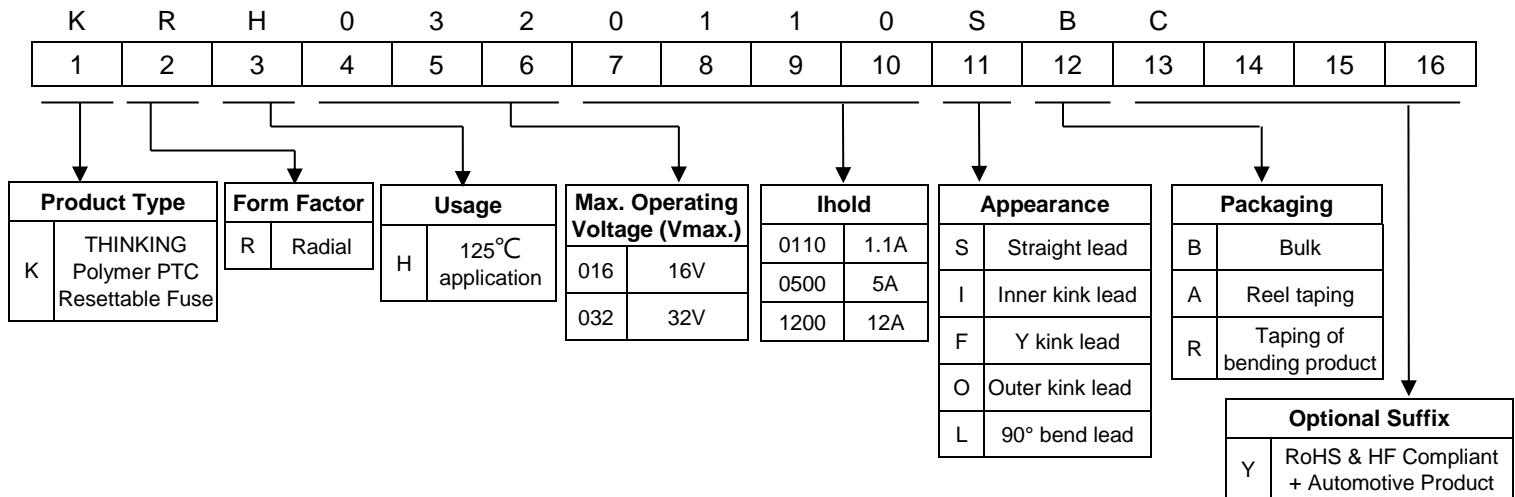 K R H 0 3 2 0 1 1 0 S B C
1 2 3 4 5 6 7 8 9 10 11 12 13 14 15 16
Product Type
K THINKING
Polymer PTC
Resettable Fuse
Form Factor
R Radial
Usage
H 125℃
application
Max. Operating
Voltage (Vmax.)
016 16V
032 32V
Ihold
0110 1.1A
0500 5A
1200 12A
Appearance
S Straight lead
I Inner kink lead
F Y kink lead
O Outer kink lead
L 90° bend lead
Packaging
B Bulk
A Reel taping
R Taping of
bending product
Optional Suffix
Y RoHS & HF Compliant
+ Automotive Product